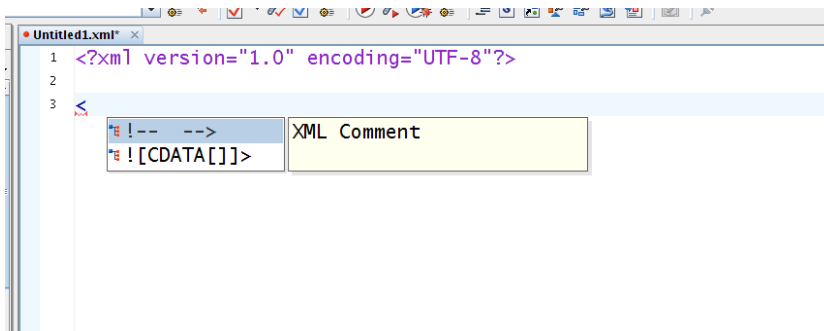 Untitled1.xml*
1 <?xml version="1.0" encoding="UTF-8"?>
2
3 <
!-- -->
XML Comment
![CDATA[]]>